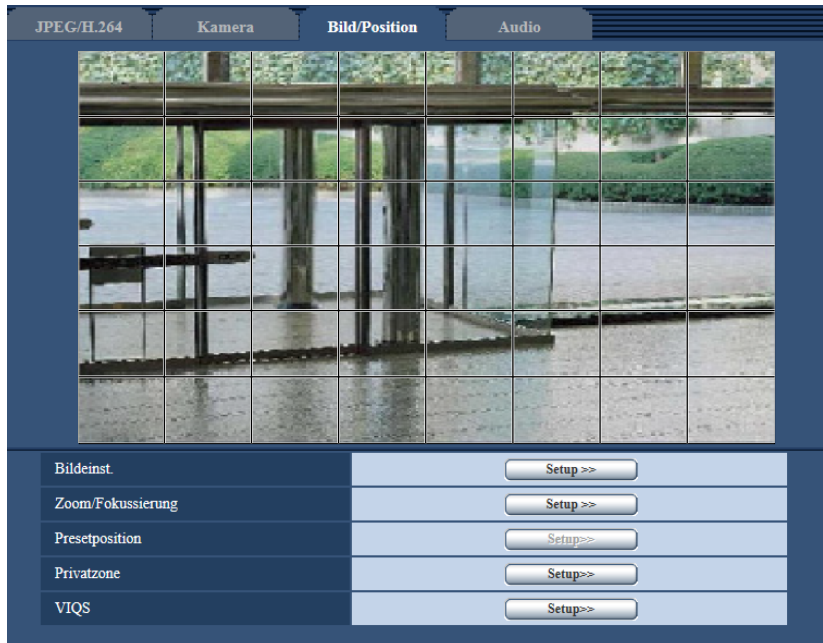 JPEG/H.264 Kamera Bild/Position Audio
Bildeinst. Setup >>
Zoom/Fokussierung Setup >>
Presetposition Setup>>
Privatzone Setup>>
VIQS Setup>>